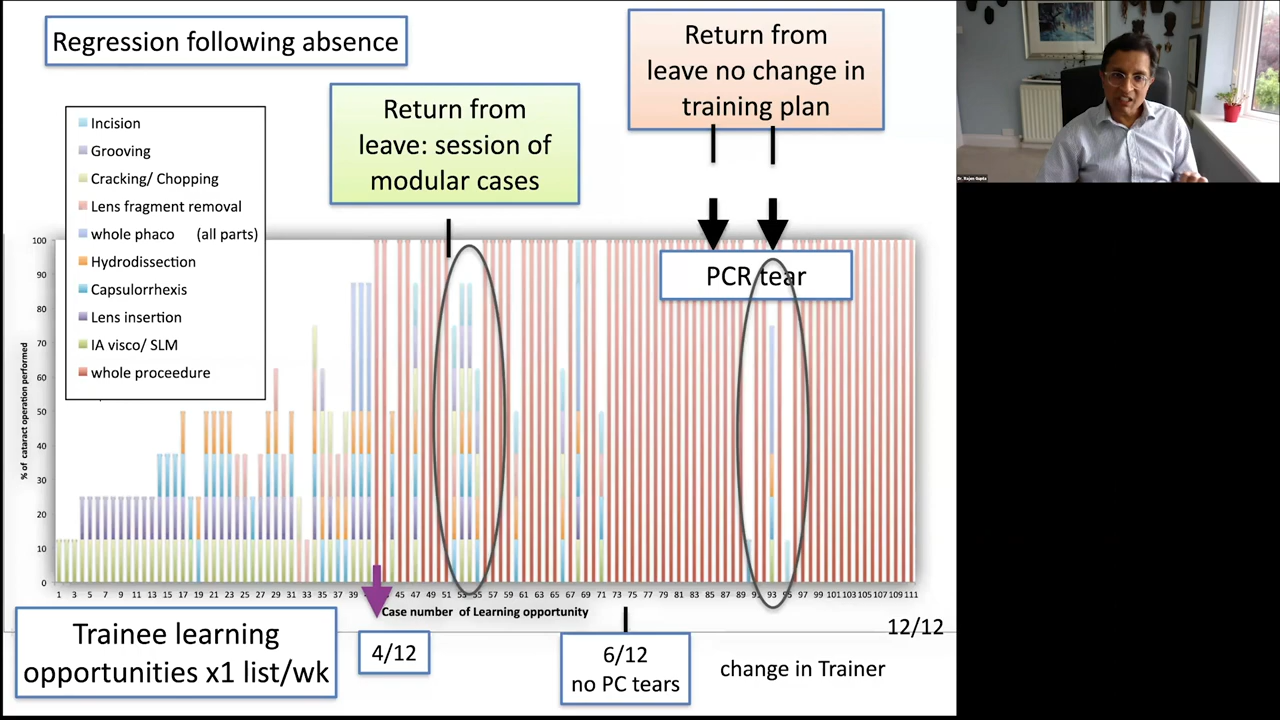 Regression following absence
Return from
leave no change in
training plan
Return from
leave: session of
modular cases
Incision
Grooving
Cracking/ Chopping
Lens fragment removal
whole phaco (all parts)
Hydrodissection
Capsulorrhexis
Lens insertion
IA visco/ SLM
whole proceedure
PCR tear
% of cataract operation performed
100
90
80
70
60
50
40
30
20
10
0
1 3 5 7 9 11 13 15 17 19 21 23 25 27 29 31 33 35 37 39 45 47 49 51 53 55 57 59 61 63 65 67 69 71 73 75 77 79 81 83 85 87 89 93 95 97 99 101 103 105 107 109 111
Case number of Learning opportunity
Trainee learning
opportunities x1 list/wk
4/12
6/12
no PC tears
change in Trainer
12/12
Dr. Rajen Gupta